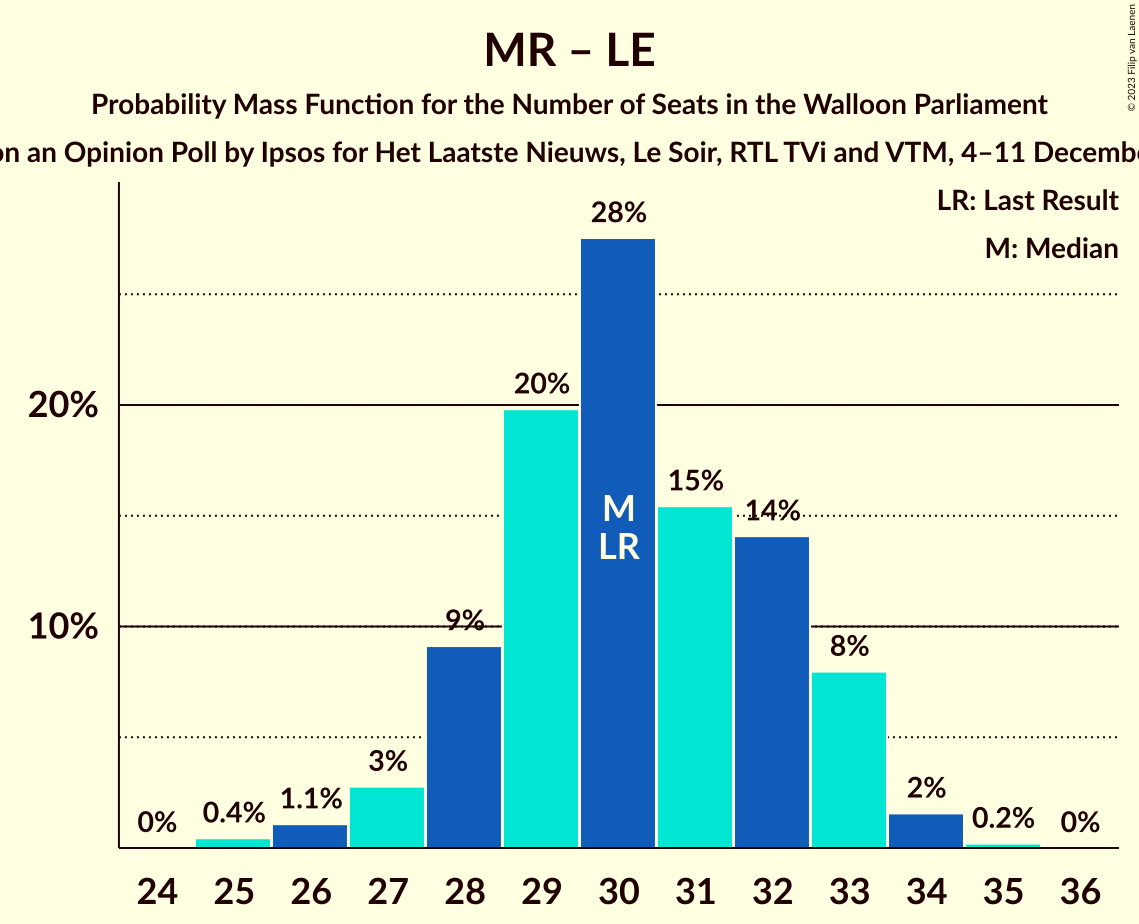 MR – LE
© 2023 Filip van Laenen
Probability Mass Function for the Number of Seats in the Walloon Parliament
an Opinion Poll by Ipsos for Het Laatste Nieuws, Le Soir, RTL TVi and VTM, 4–11
LR: Last Result
M: Median
28%
20%
20%
15%
14%
M
LR
10%
9%
8%
3%
2%
1.1%
0.4%
0.2%
0%
0%
24 25 26 27 28 29 30 31 32 33 34 35 36